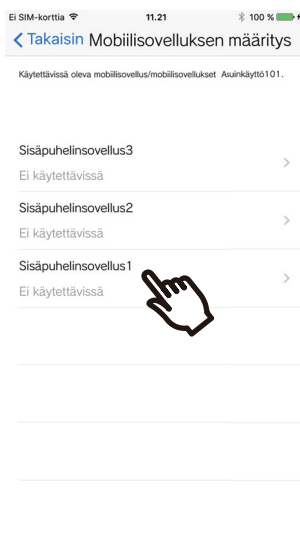 Ei SIM-korttia 11.21 100 %
Takaisin Mobiilisovelluksen määritys
Käytettävissä oleva mobiilisovellus/mobiilisovellukset Asuinkäyttö101.
Sisäpuhelinsovellus3
Ei käytettävissä
Sisäpuhelinsovellus2
Ei käytettävissä
Sisäpuhelinsovellus1
Ei käytettävissä